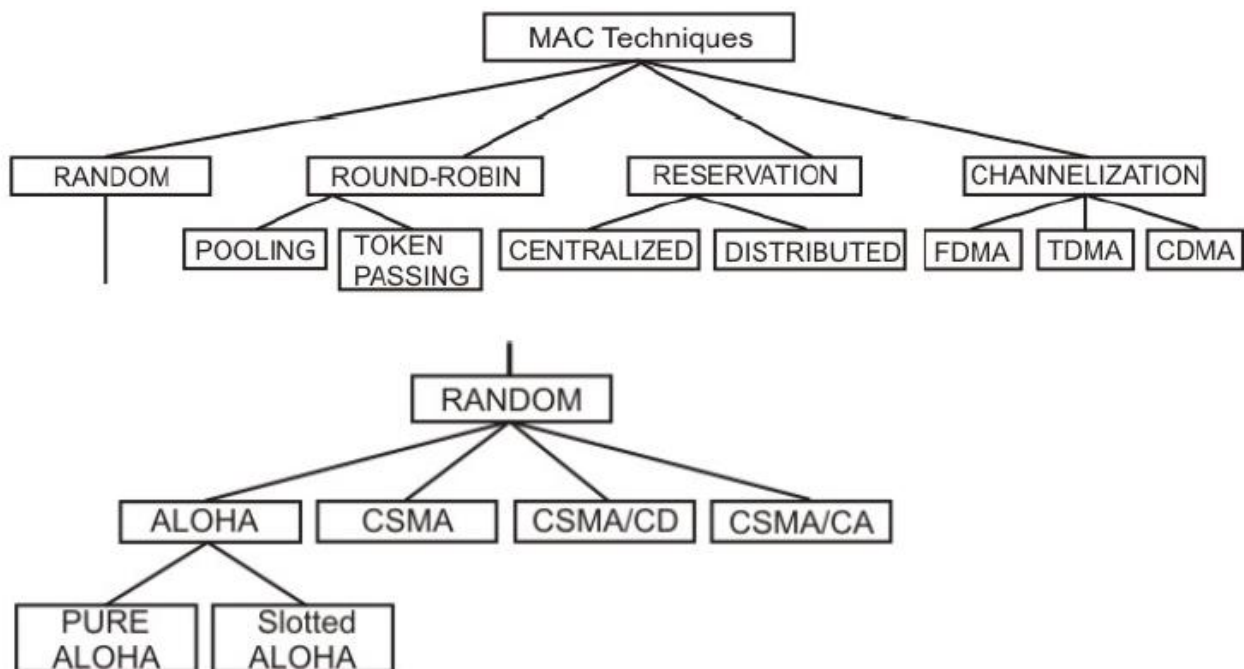 MAC Techniques
RANDOM
ROUND-ROBIN
RESERVATION
CHANNELIZATION
POOLING
TOKEN
PASSING
CENTRALIZED
DISTRIBUTED
FDMA
TDMA
CDMA
RANDOM
ALOHA
CSMA
CSMA/CD
CSMA/CA
PURE
ALOHA
Slotted
ALOHA